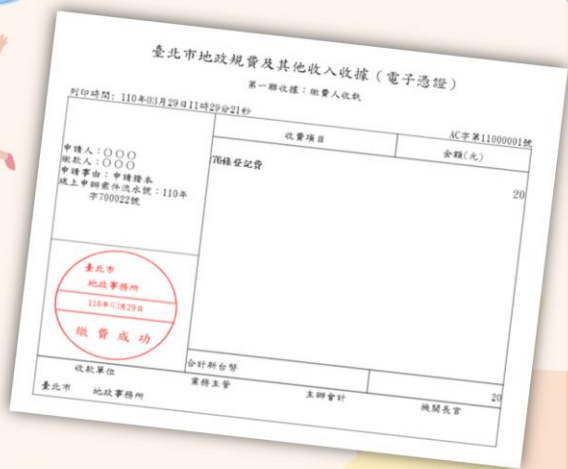 臺北市地政規費及其他收入收據（電子憑證）
第一聯收據：繳費人收執
列印時間：110年03月29日11時29分21秒
AC字第11000001號
收費項目
金額(元)
申請人：○○○
繳款人：○○○
申請事由：申請謄本
線上申辦案件流水號：110年
字700022號
76條登記費
20
臺北市
地政事務所
110年03月29日
繳費成功
合計新台幣
20
收款單位
業務主管
主辦會計
機關長官
臺北市 地政事務所